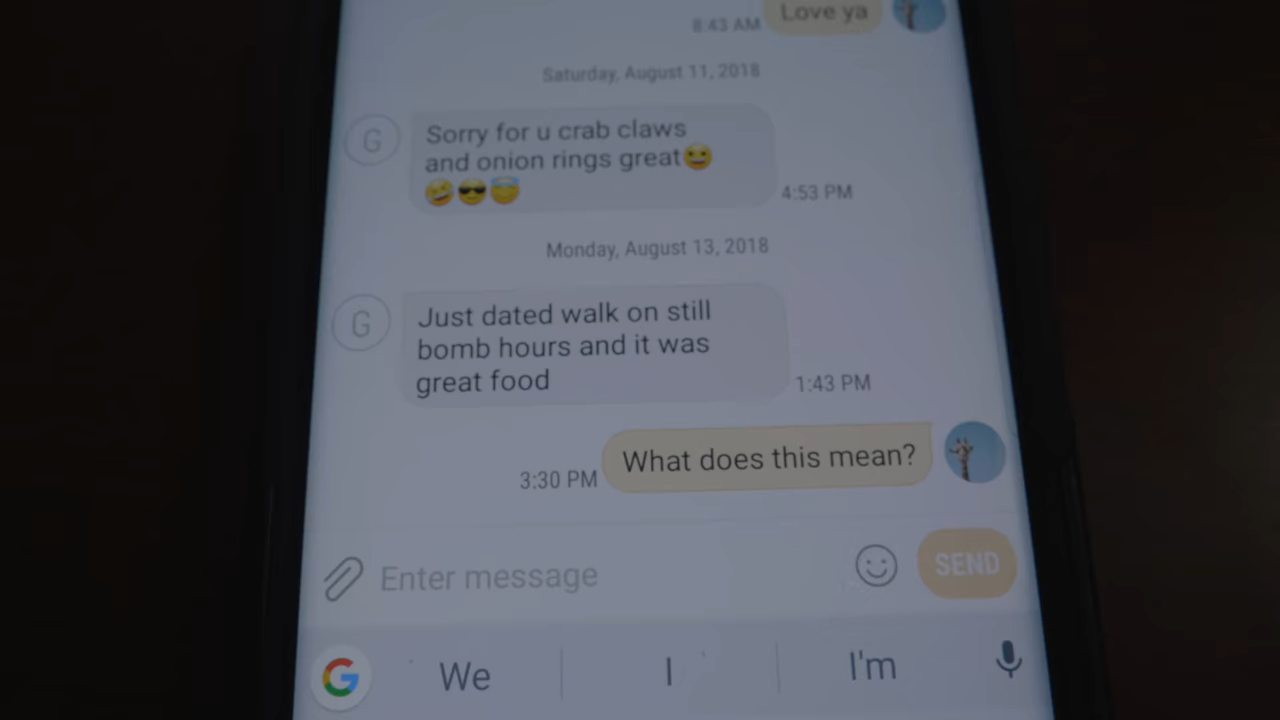 Love ya
8:43 AM
Saturday, August 11, 2018
G
Sorry for u crab claws
and onion rings great😀
🤣😎😇
4:53 PM
Monday, August 13, 2018
G
Just dated walk on still
bomb hours and it was
great food
1:43 PM
What does this mean?
3:30 PM
Enter message
SEND
G
We
I
I'm